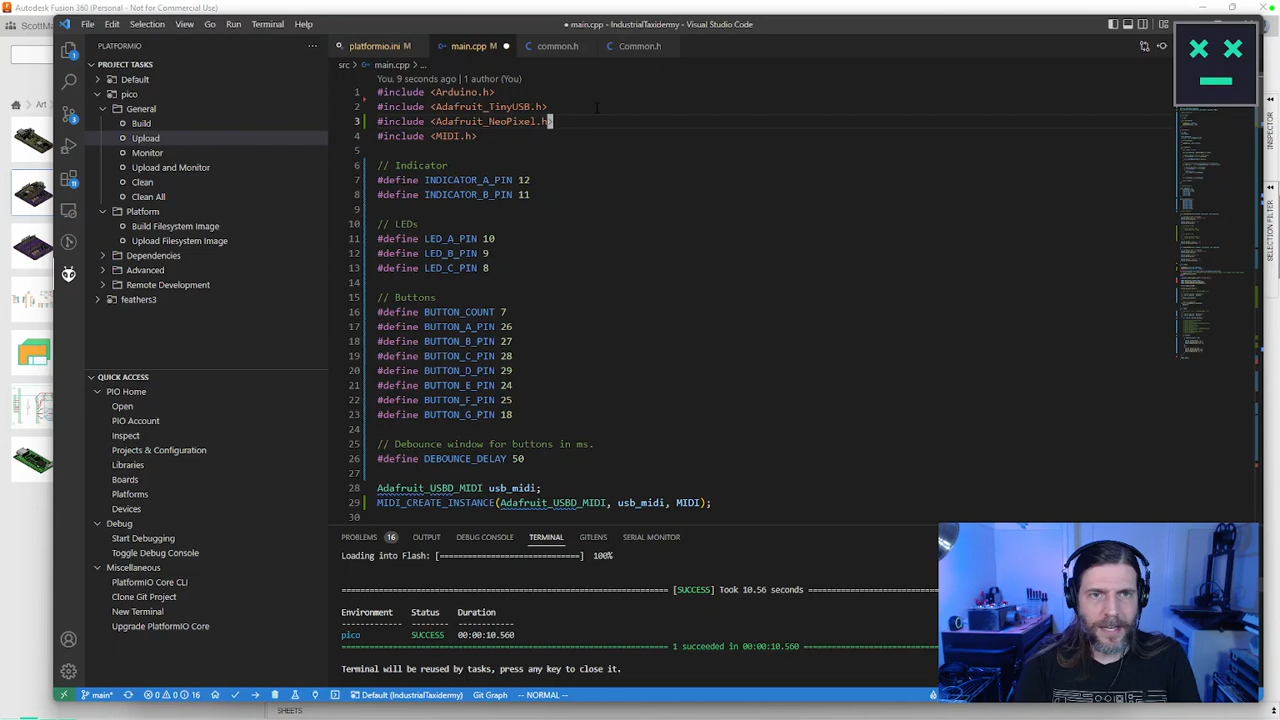 Autodesk Fusion 360 (Personal - Not for Commercial Use)
File Edit Selection View Go Run Terminal Help
● main.cpp - IndustrialTaxidermy - Visual Studio Code
PLATFORMIO
platformio.ini M
main.cpp M
common.h
Common.h
src > main.cpp > ...
PROJECT TASKS
Default
pico
General
Build
Upload
Monitor
Upload and Monitor
Clean
Clean All
Platform
Build Filesystem Image
Upload Filesystem Image
Dependencies
Advanced
Remote Development
feathers3
QUICK ACCESS
PIO Home
Open
PIO Account
Inspect
Projects & Configuration
Libraries
Boards
Platforms
Devices
Debug
Start Debugging
Toggle Debug Console
Miscellaneous
PlatformIO Core CLI
Clone Git Project
New Terminal
Upgrade PlatformIO Core
You, 9 seconds ago | 1 author (You)
1 #include <Arduino.h>
2 #include <Adafruit_TinyUSB.h>
3 #include <Adafruit_NeoPixel.h>
4 #include <MIDI.h>
5
6 // Indicator
7 #define INDICATOR_A_PIN 12
8 #define INDICATOR_B_PIN 11
9
10 // LEDs
11 #define LED_A_PIN
12 #define LED_B_PIN 9
13 #define LED_C_PIN 8
14
15 // Buttons
16 #define BUTTON_COUNT 7
17 #define BUTTON_A_PIN 26
18 #define BUTTON_B_PIN 27
19 #define BUTTON_C_PIN 28
20 #define BUTTON_D_PIN 29
21 #define BUTTON_E_PIN 24
22 #define BUTTON_F_PIN 25
23 #define BUTTON_G_PIN 18
24
25 // Debounce window for buttons in ms.
26 #define DEBOUNCE_DELAY 50
27
28 Adafruit_USBD_MIDI usb_midi;
29 MIDI_CREATE_INSTANCE(Adafruit_USBD_MIDI, usb_midi, MIDI);
30
PROBLEMS 16 OUTPUT DEBUG CONSOLE TERMINAL GITLENS SERIAL MONITOR
Loading into Flash: [==============================] 100%
[SUCCESS] Took 10.56 seconds
Environment Status Duration
pico SUCCESS 00:00:10.560
1 succeeded in 00:00:10.560
Terminal will be reused by tasks, press any key to close it.
main* 0 0 16 Default (IndustrialTaxidermy) Git Graph -- NORMAL --
INSPECTOR
SELECTION FILTER
SHEETS